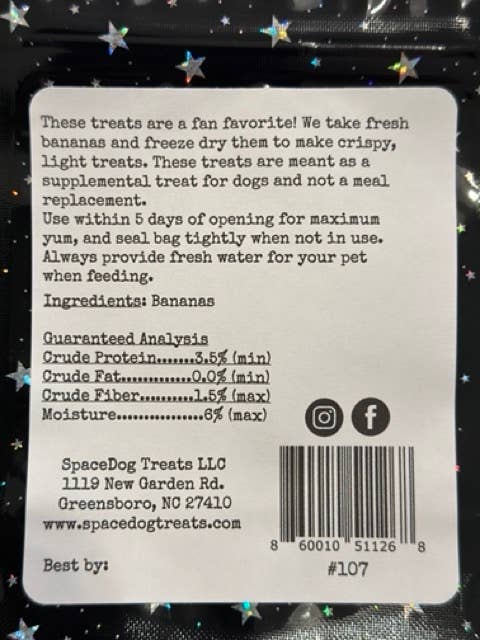 These treats are a fan favorite! We take fresh
bananas and freeze dry them to make crispy,
light treats. These treats are meant as a
supplemental treat for dogs and not a meal
replacement.
Use within 5 days of opening for maximum
yum, and seal bag tightly when not in use.
Always provide fresh water for your pet
when feeding.
Ingredients: Bananas
Guaranteed Analysis
Crude Protein.......3.5% (min)
Crude Fat.............0.0% (min)
Crude Fiber..........1.5% (max)
Moisture................6% (max)
SpaceDog Treats LLC
1119 New Garden Rd.
Greensboro, NC 27410
www.spacedogtreats.com
Best by:
8 60010 51126 8
#107